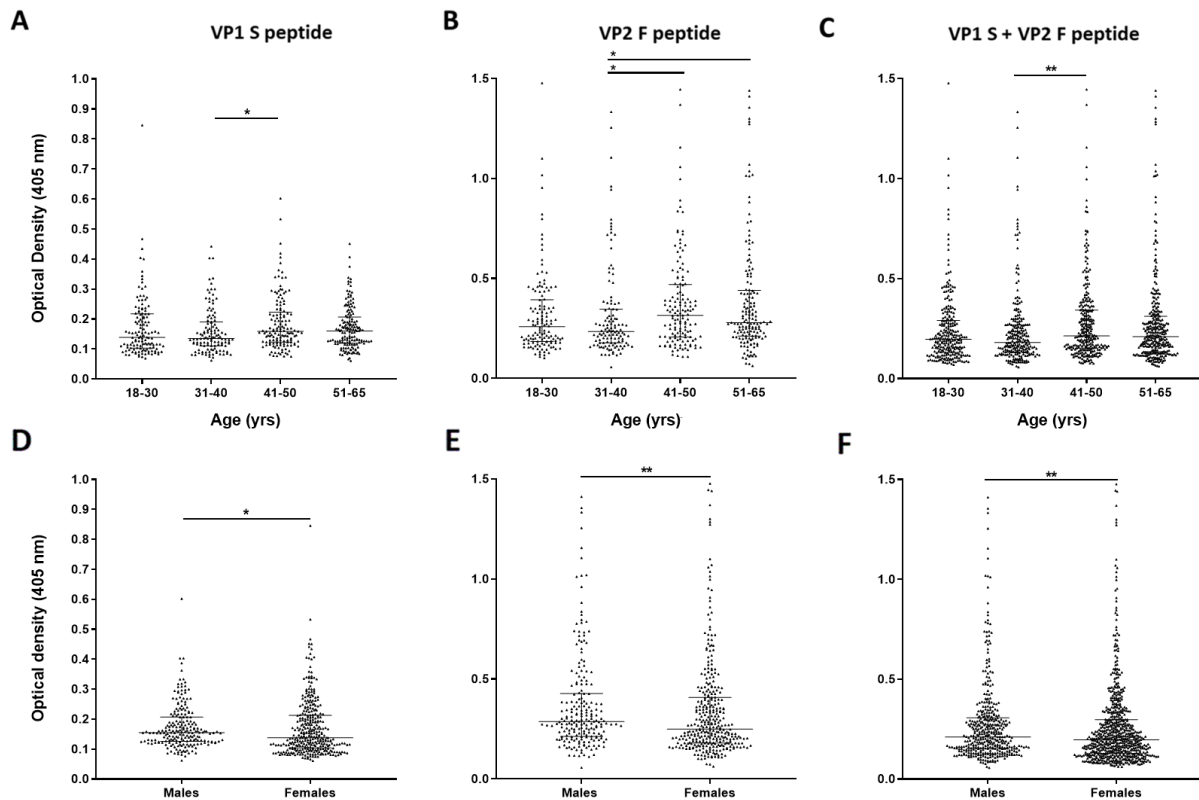 A
VP1 S peptide
1.0
0.9
0.8
0.7
0.6
0.5
0.4
0.3
0.2
0.1
0.0
Optical Density (405 nm)
*
18-30 31-40 41-50 51-65
Age (yrs)
B
VP2 F peptide
1.5
1.0
0.5
0.0
*
*
18-30 31-40 41-50 51-65
Age (yrs)
C
VP1 S + VP2 F peptide
1.5
1.0
0.5
0.0
**
18-30 31-40 41-50 51-65
Age (yrs)
D
1.0
0.9
0.8
0.7
0.6
0.5
0.4
0.3
0.2
0.1
0.0
Optical density (405 nm)
*
Males Females
E
1.5
1.0
0.5
0.0
**
Males Females
F
1.5
1.0
0.5
0.0
**
Males Females